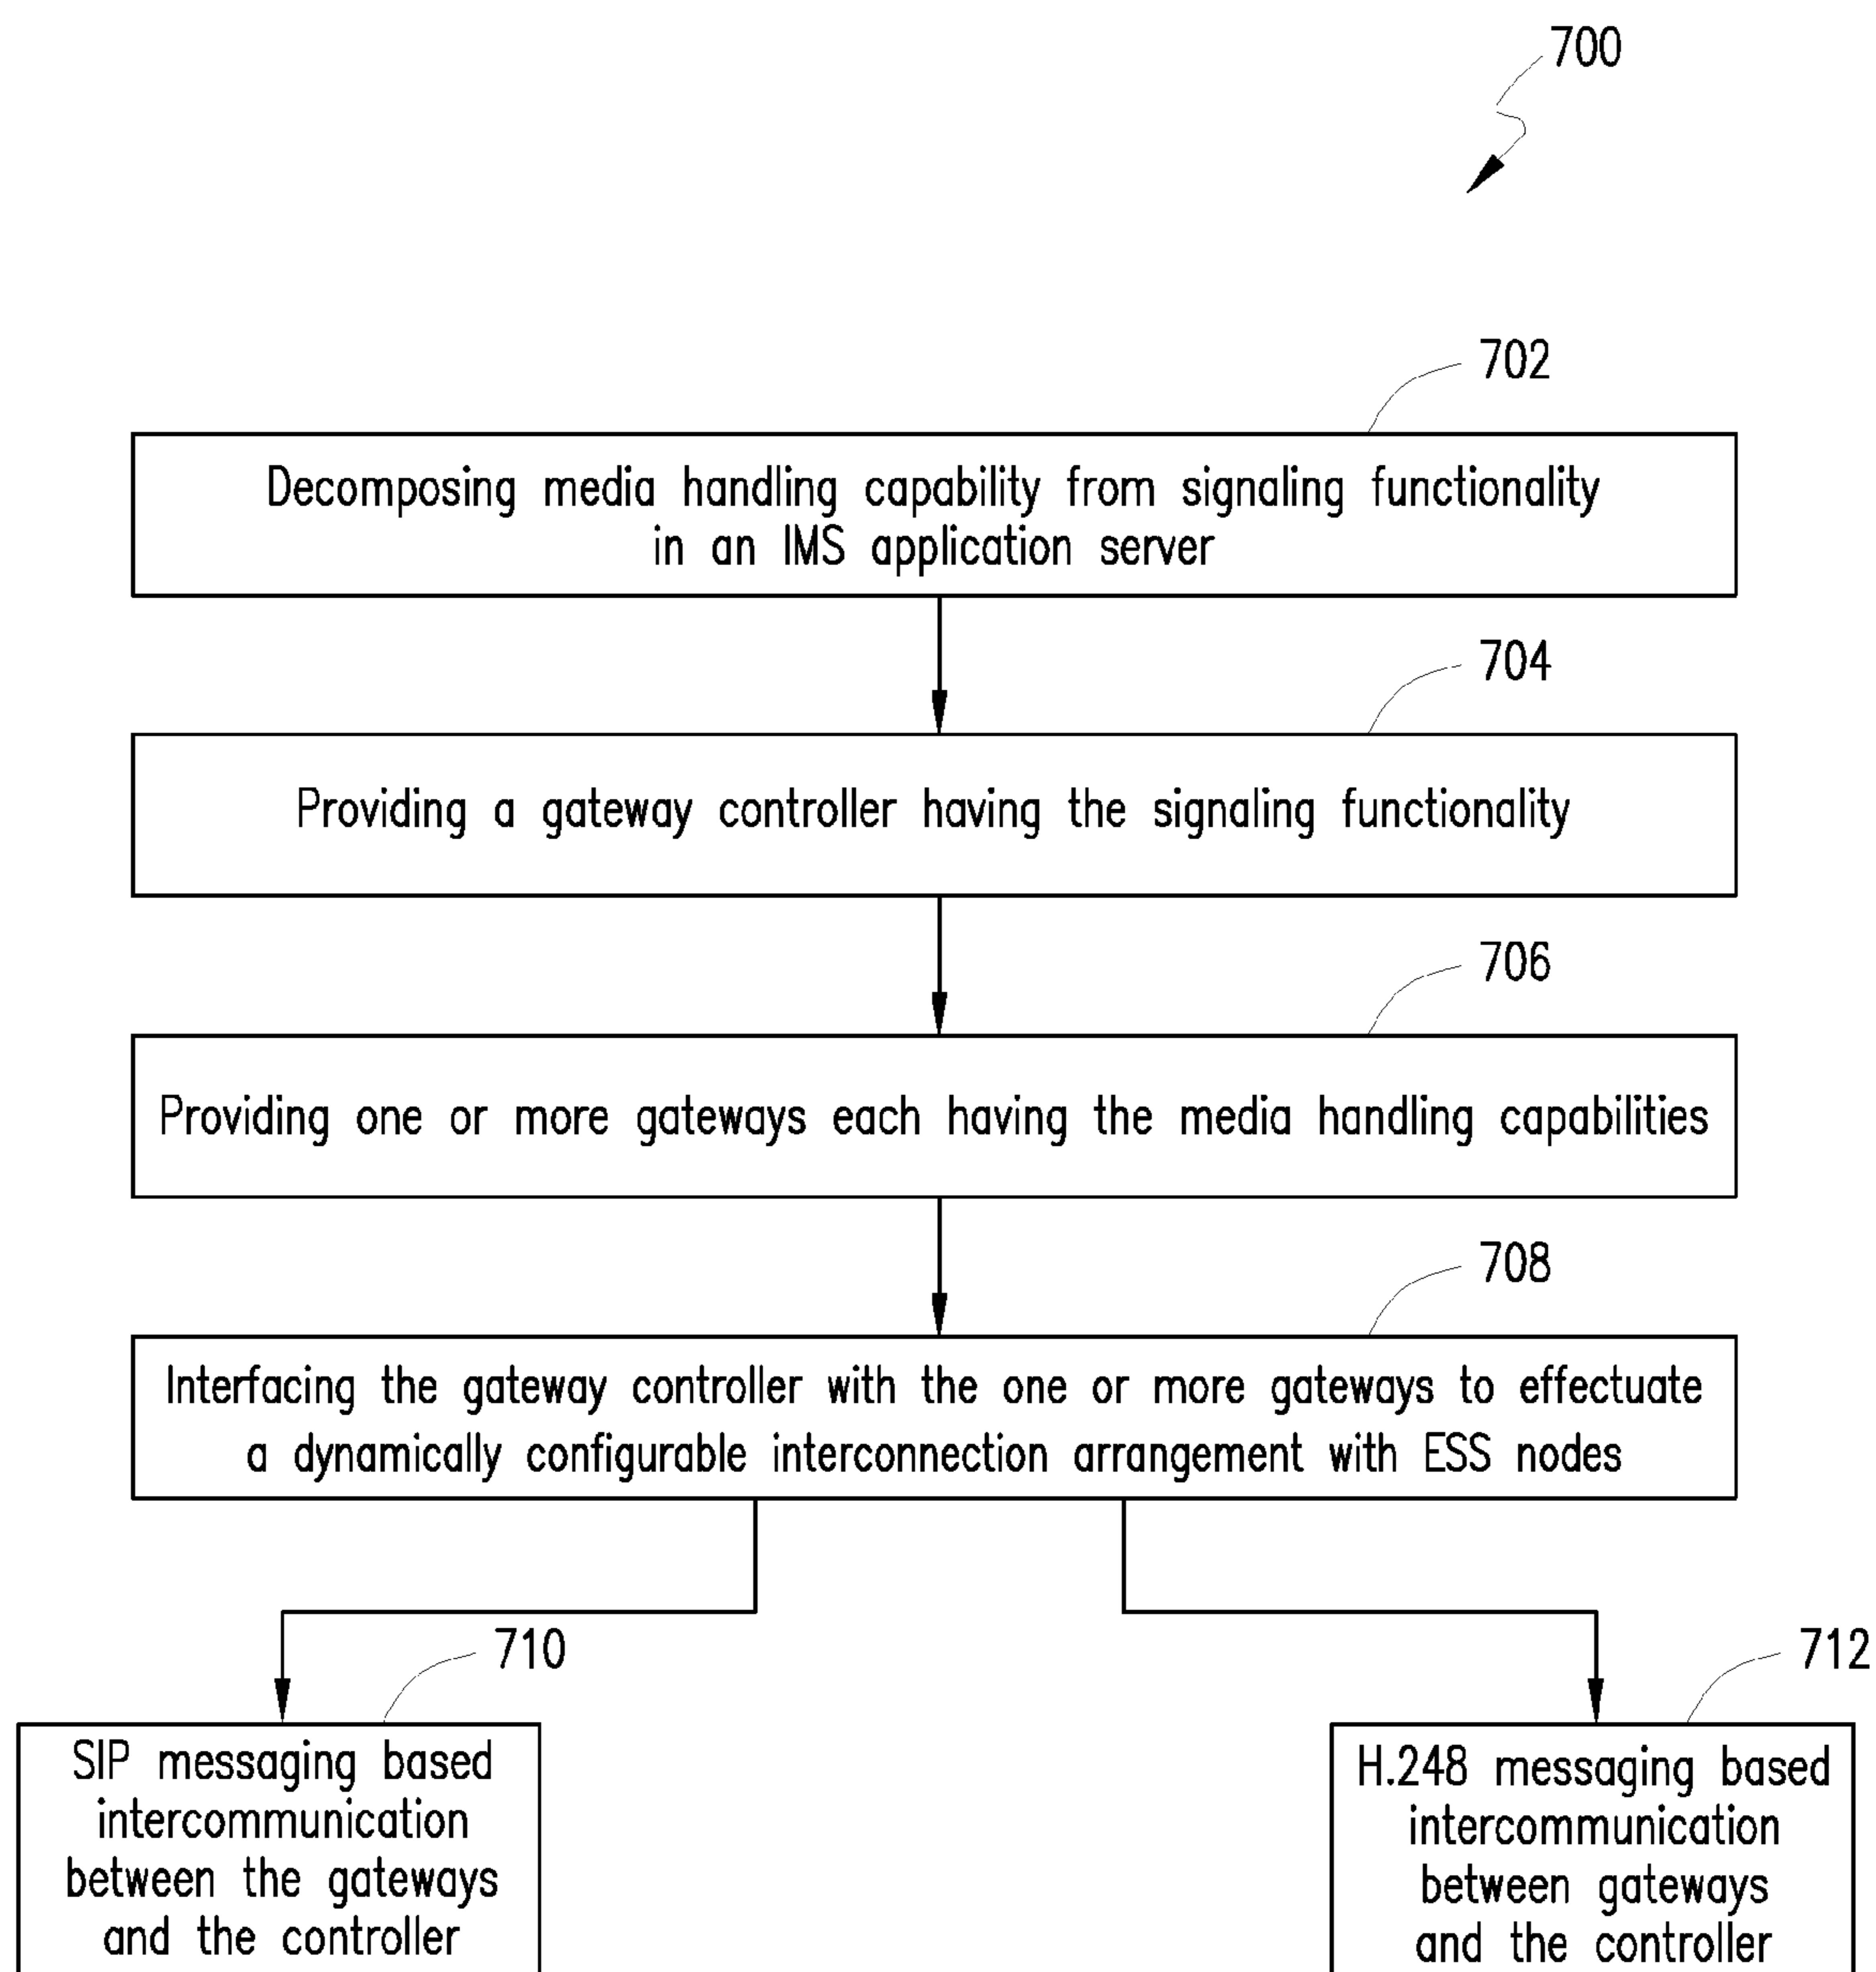 700
702
Decomposing media handling capability from signaling functionality
in an IMS application server
704
Providing a gateway controller having the signaling functionality
706
Providing one or more gateways each having the media handling capabilities
708
Interfacing the gateway controller with the one or more gateways to effectuate
a dynamically configurable interconnection arrangement with ESS nodes
710
SIP messaging based
intercommunication
between the gateways
and the controller
712
H.248 messaging based
intercommunication
between gateways
and the controller